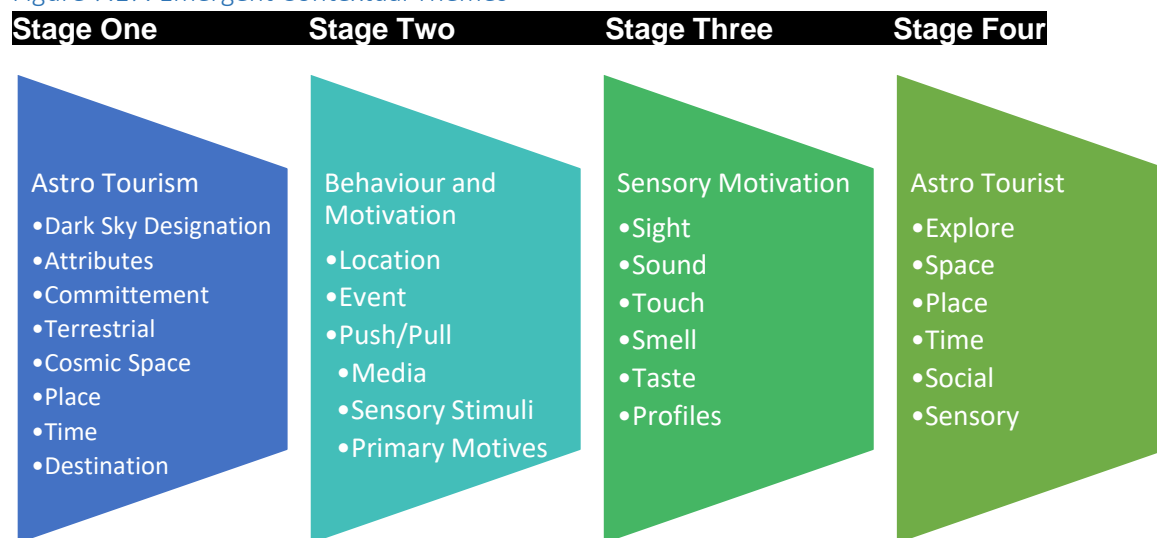 Stage One Stage Two Stage Three Stage Four
Astro Tourism
•Dark Sky Designation
•Attributes
•Committement
•Terrestrial
•Cosmic Space
•Place
•Time
•Destination
Behaviour and
Motivation
•Location
•Event
•Push/Pull
•Media
•Sensory Stimuli
•Primary Motives
Sensory Motivation
•Sight
•Sound
•Touch
•Smell
•Taste
•Profiles
Astro Tourist
•Explore
•Space
•Place
•Time
•Social
•Sensory